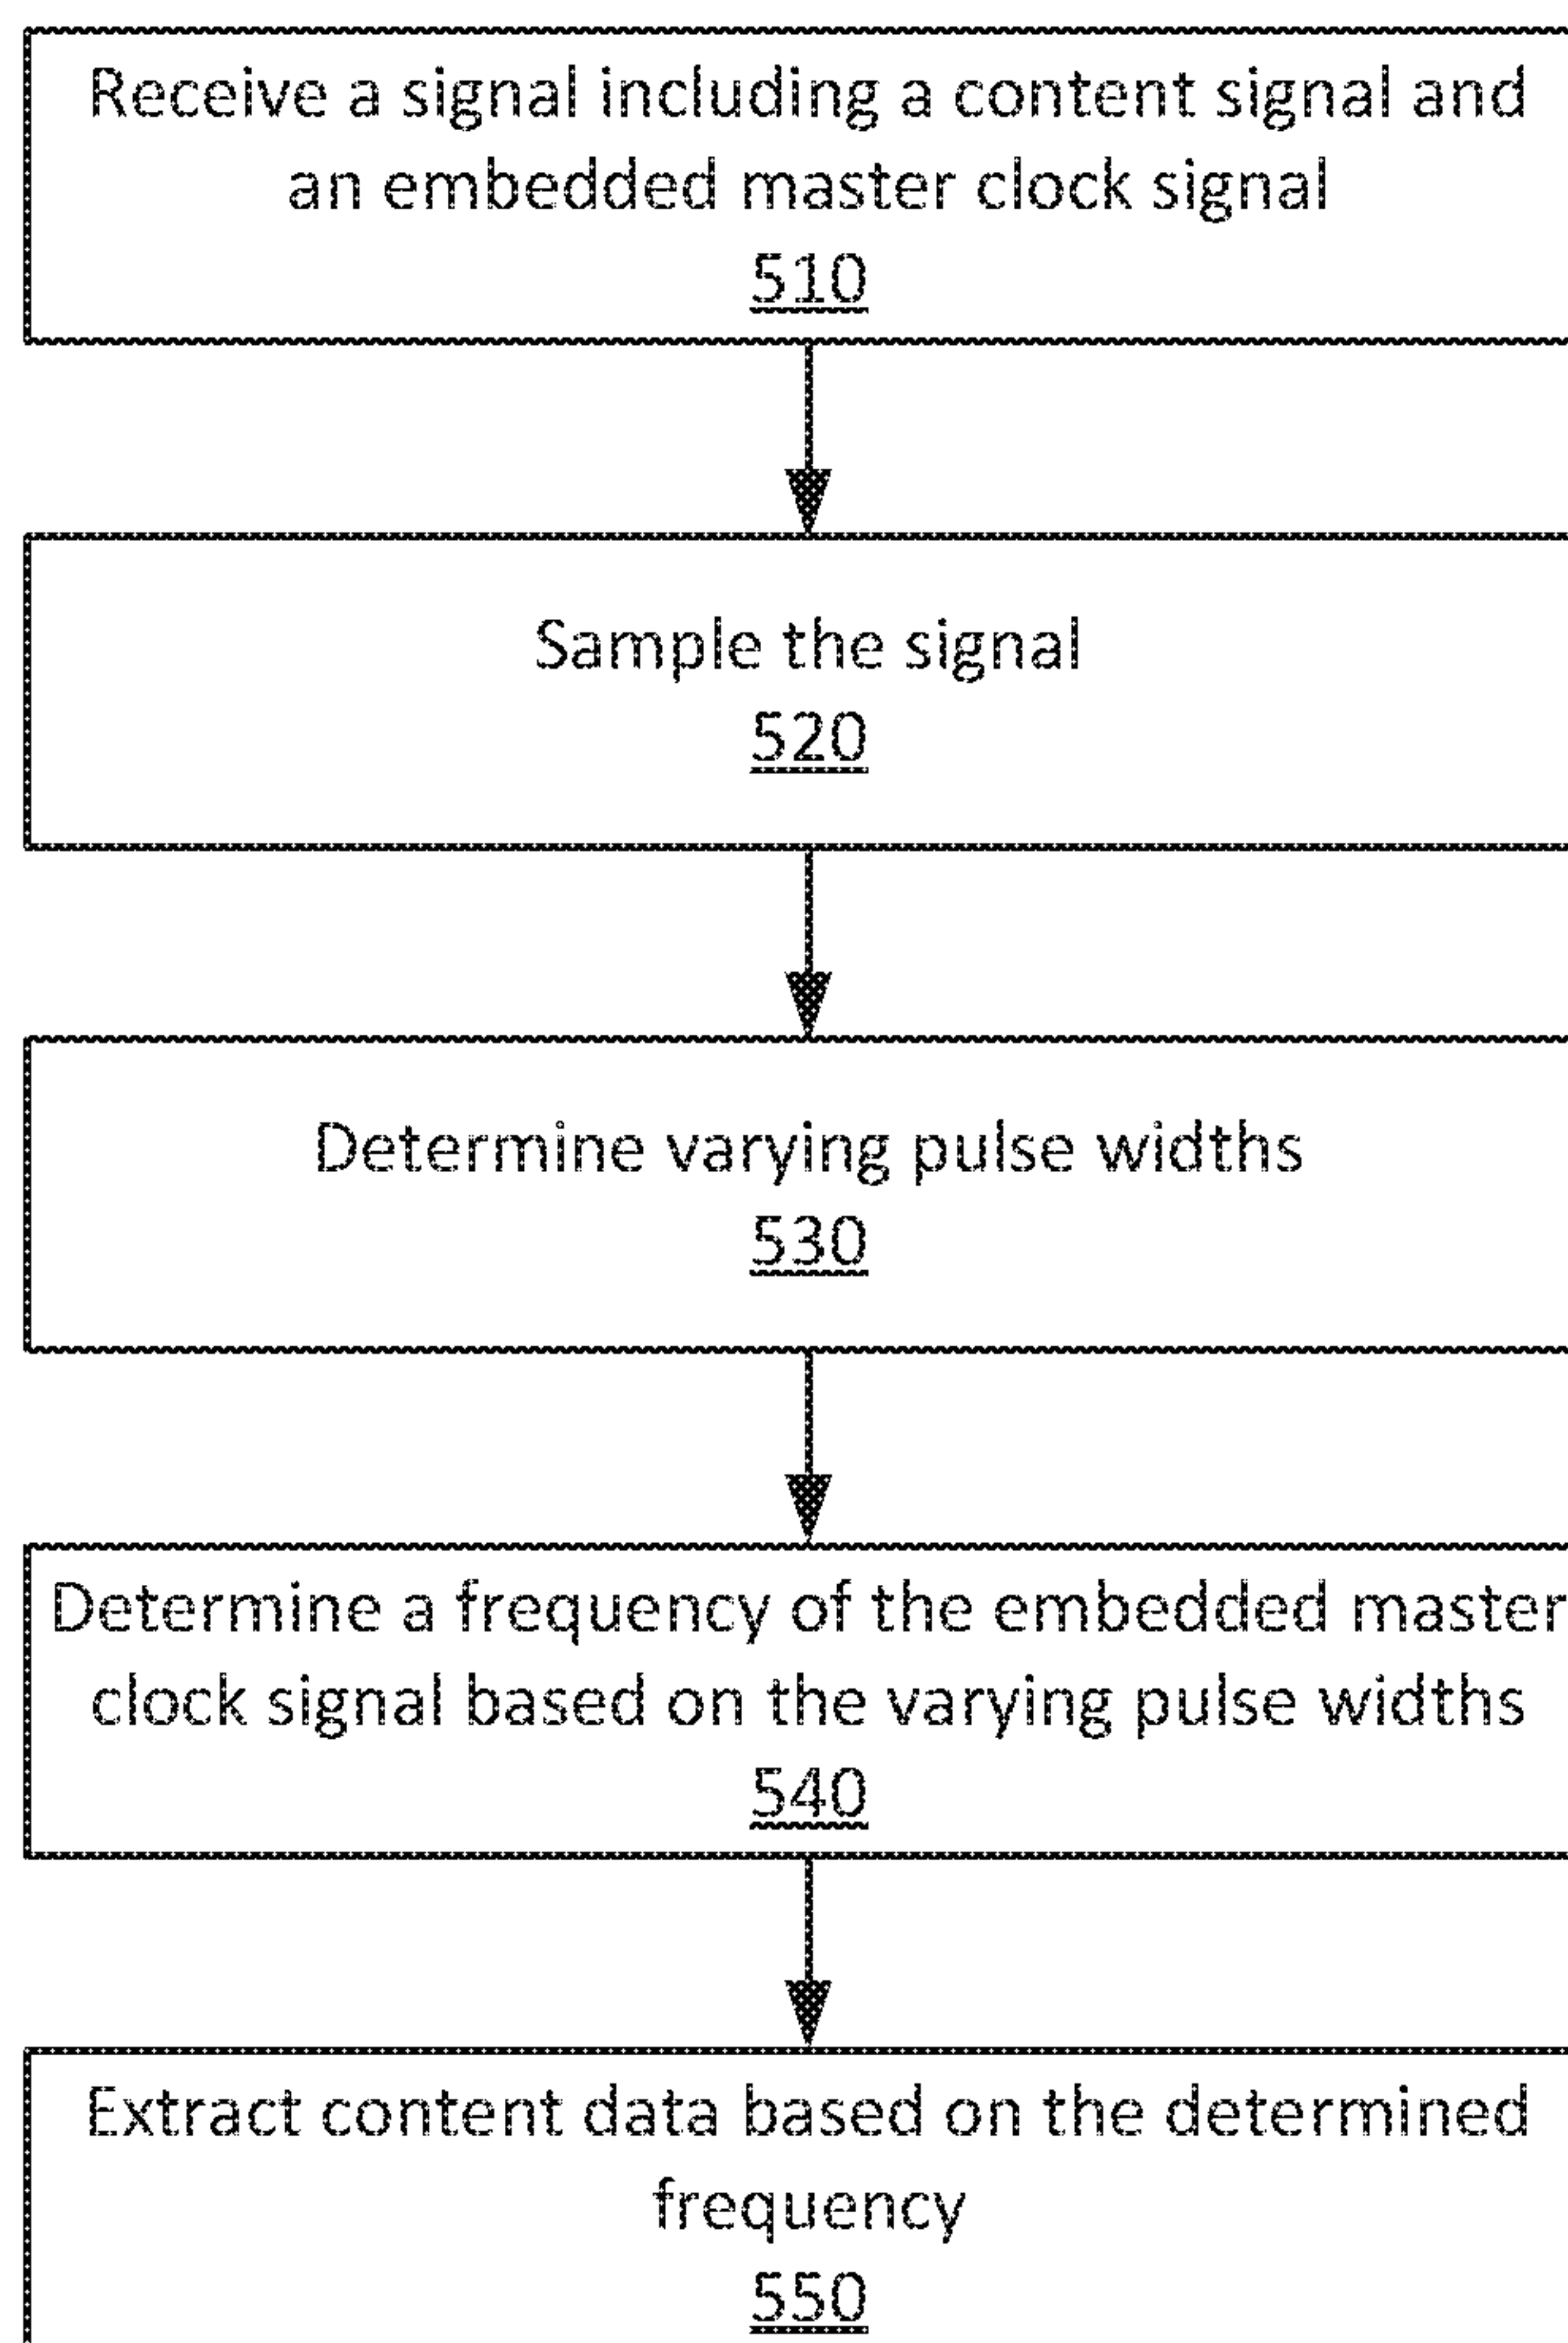 Receive a signal including a content signal and
an embedded master clock signal
510
Sample the signal
520
Determine varying pulse widths
530
Determine a frequency of the embedded master
clock signal based on the varying pulse widths
540
Extract content data based on the determined
frequency
550